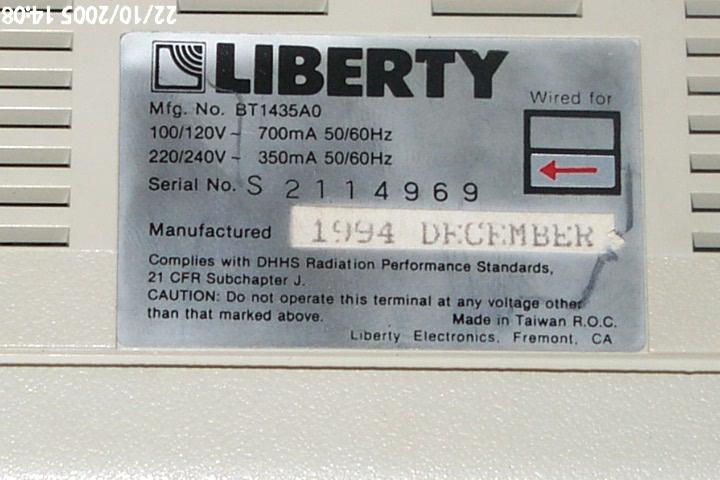 22/10/2005 14:08
LIBERTY
Mfg. No. BT1435A0
Wired for
100/120V ~ 700mA 50/60Hz
220/240V ~ 350mA 50/60Hz
Serial No. S 2114969
Manufactured 1994 DECEMBER
Complies with DHHS Radiation Performance Standards,
21 CFR Subchapter J.
CAUTION: Do not operate this terminal at any voltage other
than that marked above. Made in Taiwan R.O.C.
Liberty Electronics, Fremont, CA